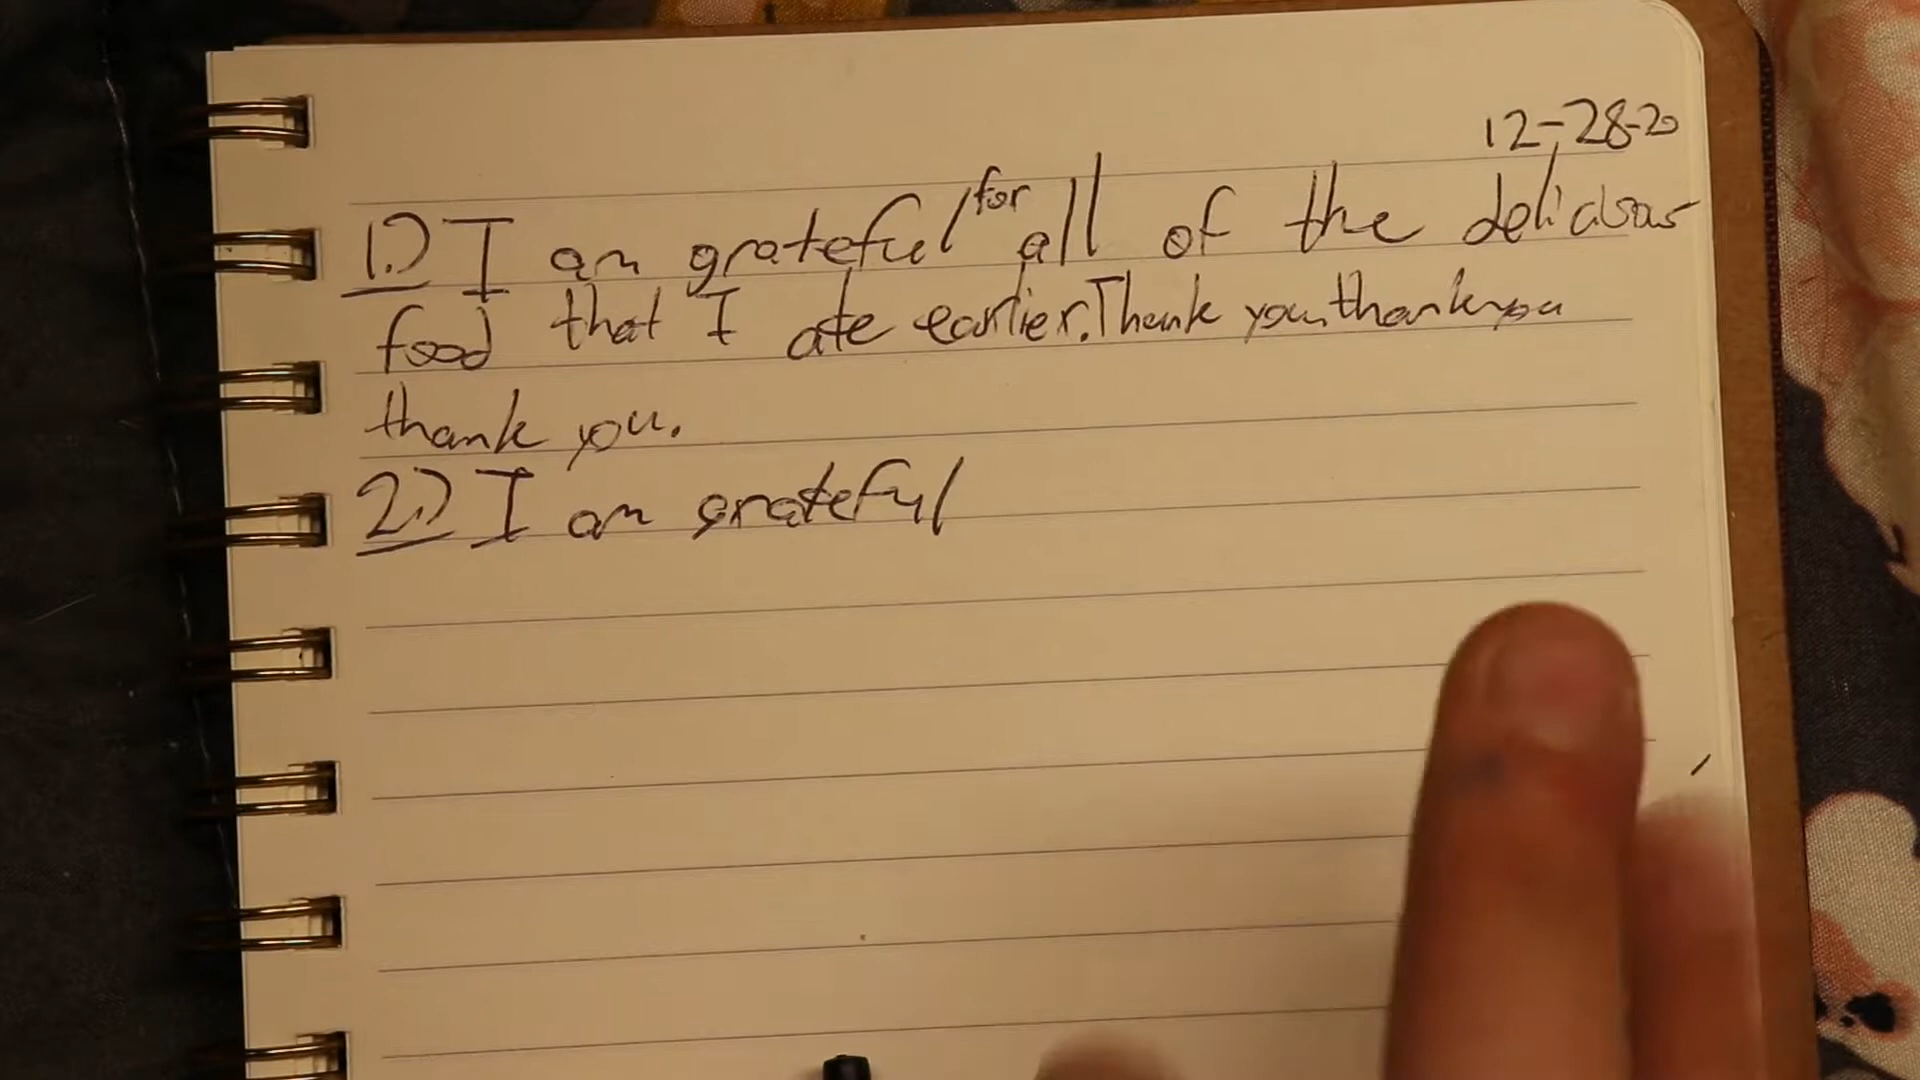 12-28-20
1.) I am grateful for all of the delicious
food that I ate earlier. Thank you, thank you
thank you.
2.) I am grateful